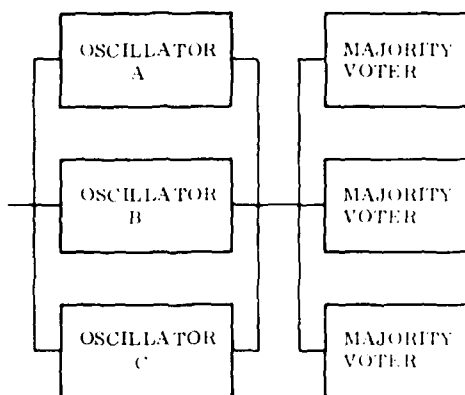 OSCILLATOR
A
MAJORITY
VOTER
OSCILLATOR
B
MAJORITY
VOTER
OSCILLATOR
C
MAJORITY
VOTER